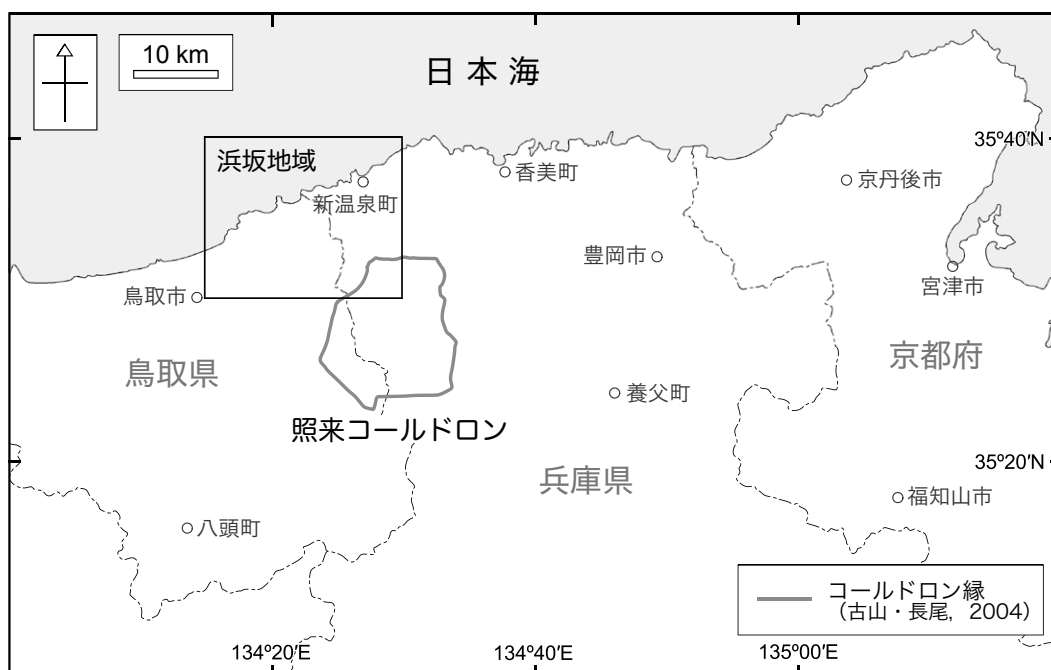 10 km
日本海
浜坂地域
35º40′N
香美町
京丹後市
新温泉町
豊岡市
宮津市
鳥取市
京都府
鳥取県
養父町
照来コールドロン
35º20′N
兵庫県
福知山市
八頭町
コールドロン縁
（古山・長尾, 2004）
134º20′E
134º40′E
135º00′E